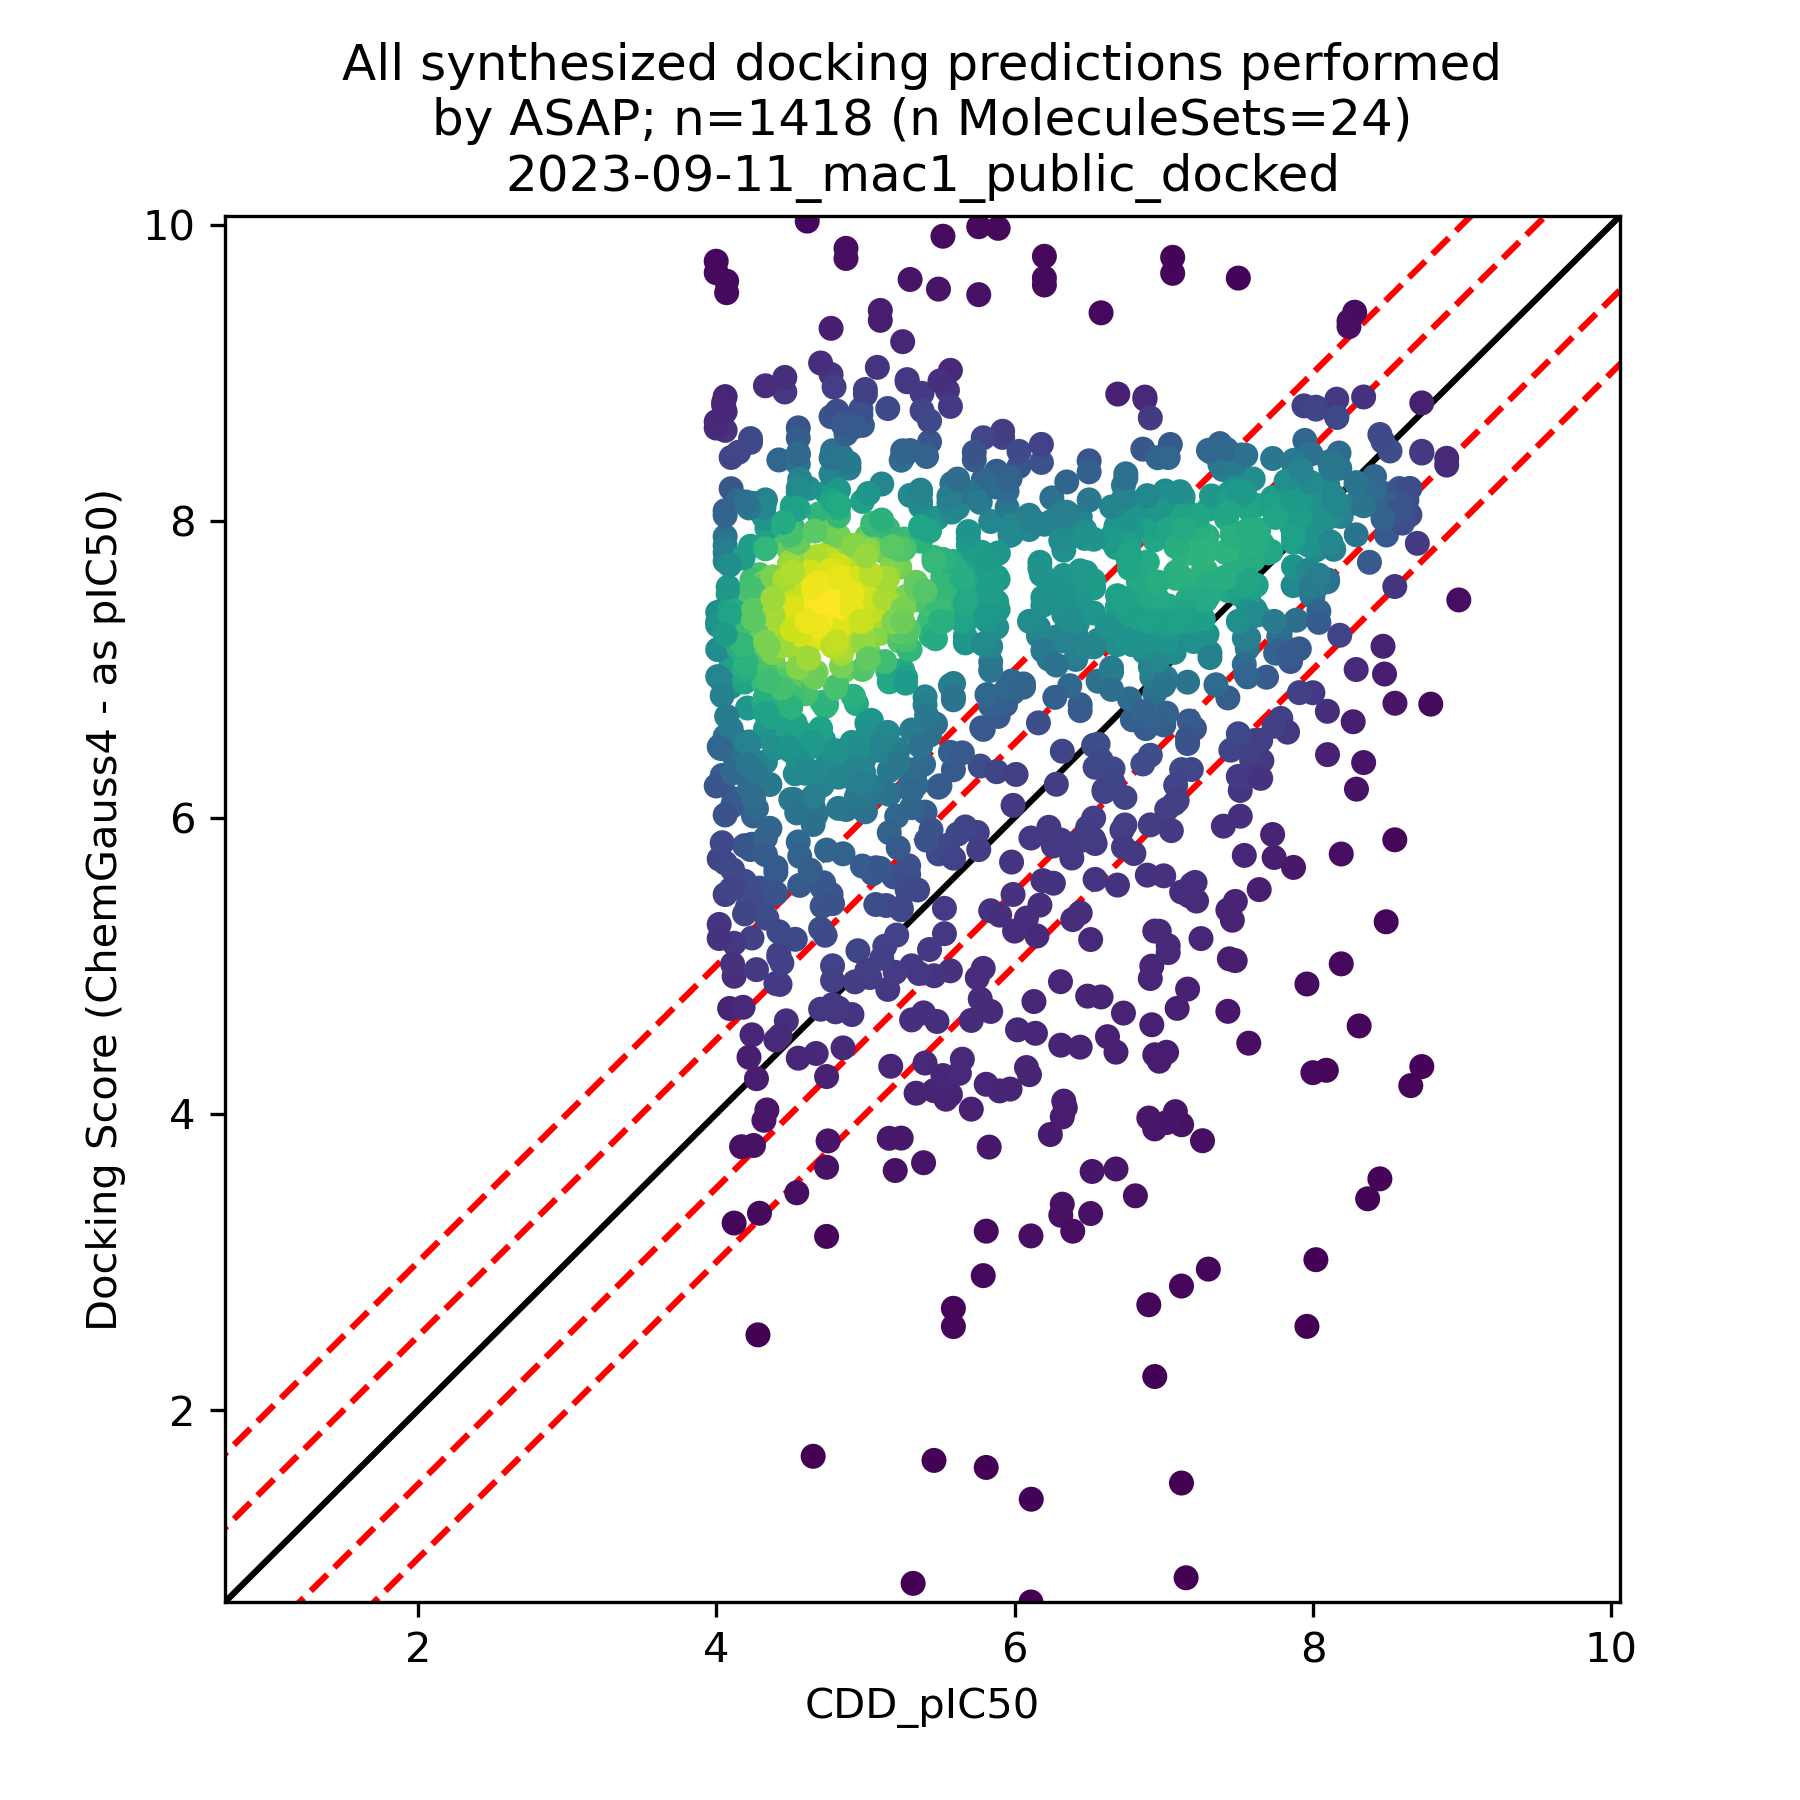 All synthesized docking predictions performed
by ASAP; n=1418 (n MoleculeSets=24)
2023-09-11_mac1_public_docked
Docking Score (ChemGauss4 - as pIC50)
10
8
6
4
2
2
4
6
8
10
CDD_pIC50